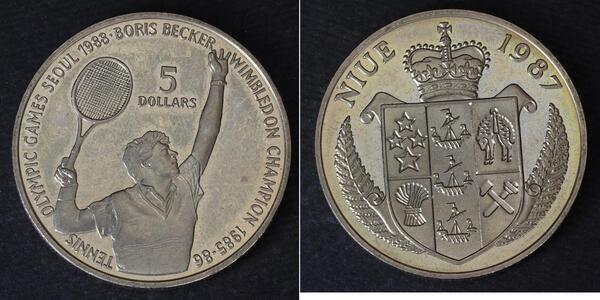 TENNIS OLYMPIC GAMES SEOUL 1988·BORIS BECKER WIMBLEDON CHAMPION 1985-86
5
DOLLARS
NIUE 1987